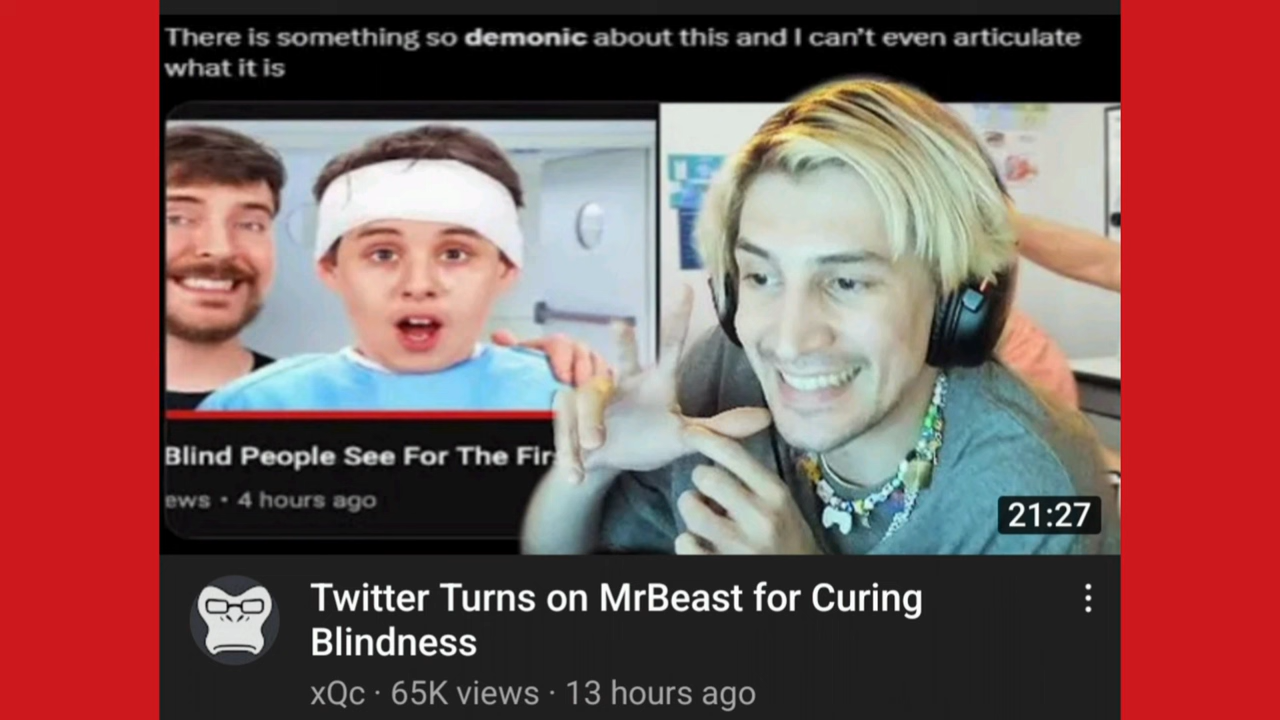 There is something so demonic about this and I can't even articulate
what it is
Blind People See For The Fir
ews • 4 hours ago
21:27
Twitter Turns on MrBeast for Curing
Blindness
xQc · 65K views · 13 hours ago